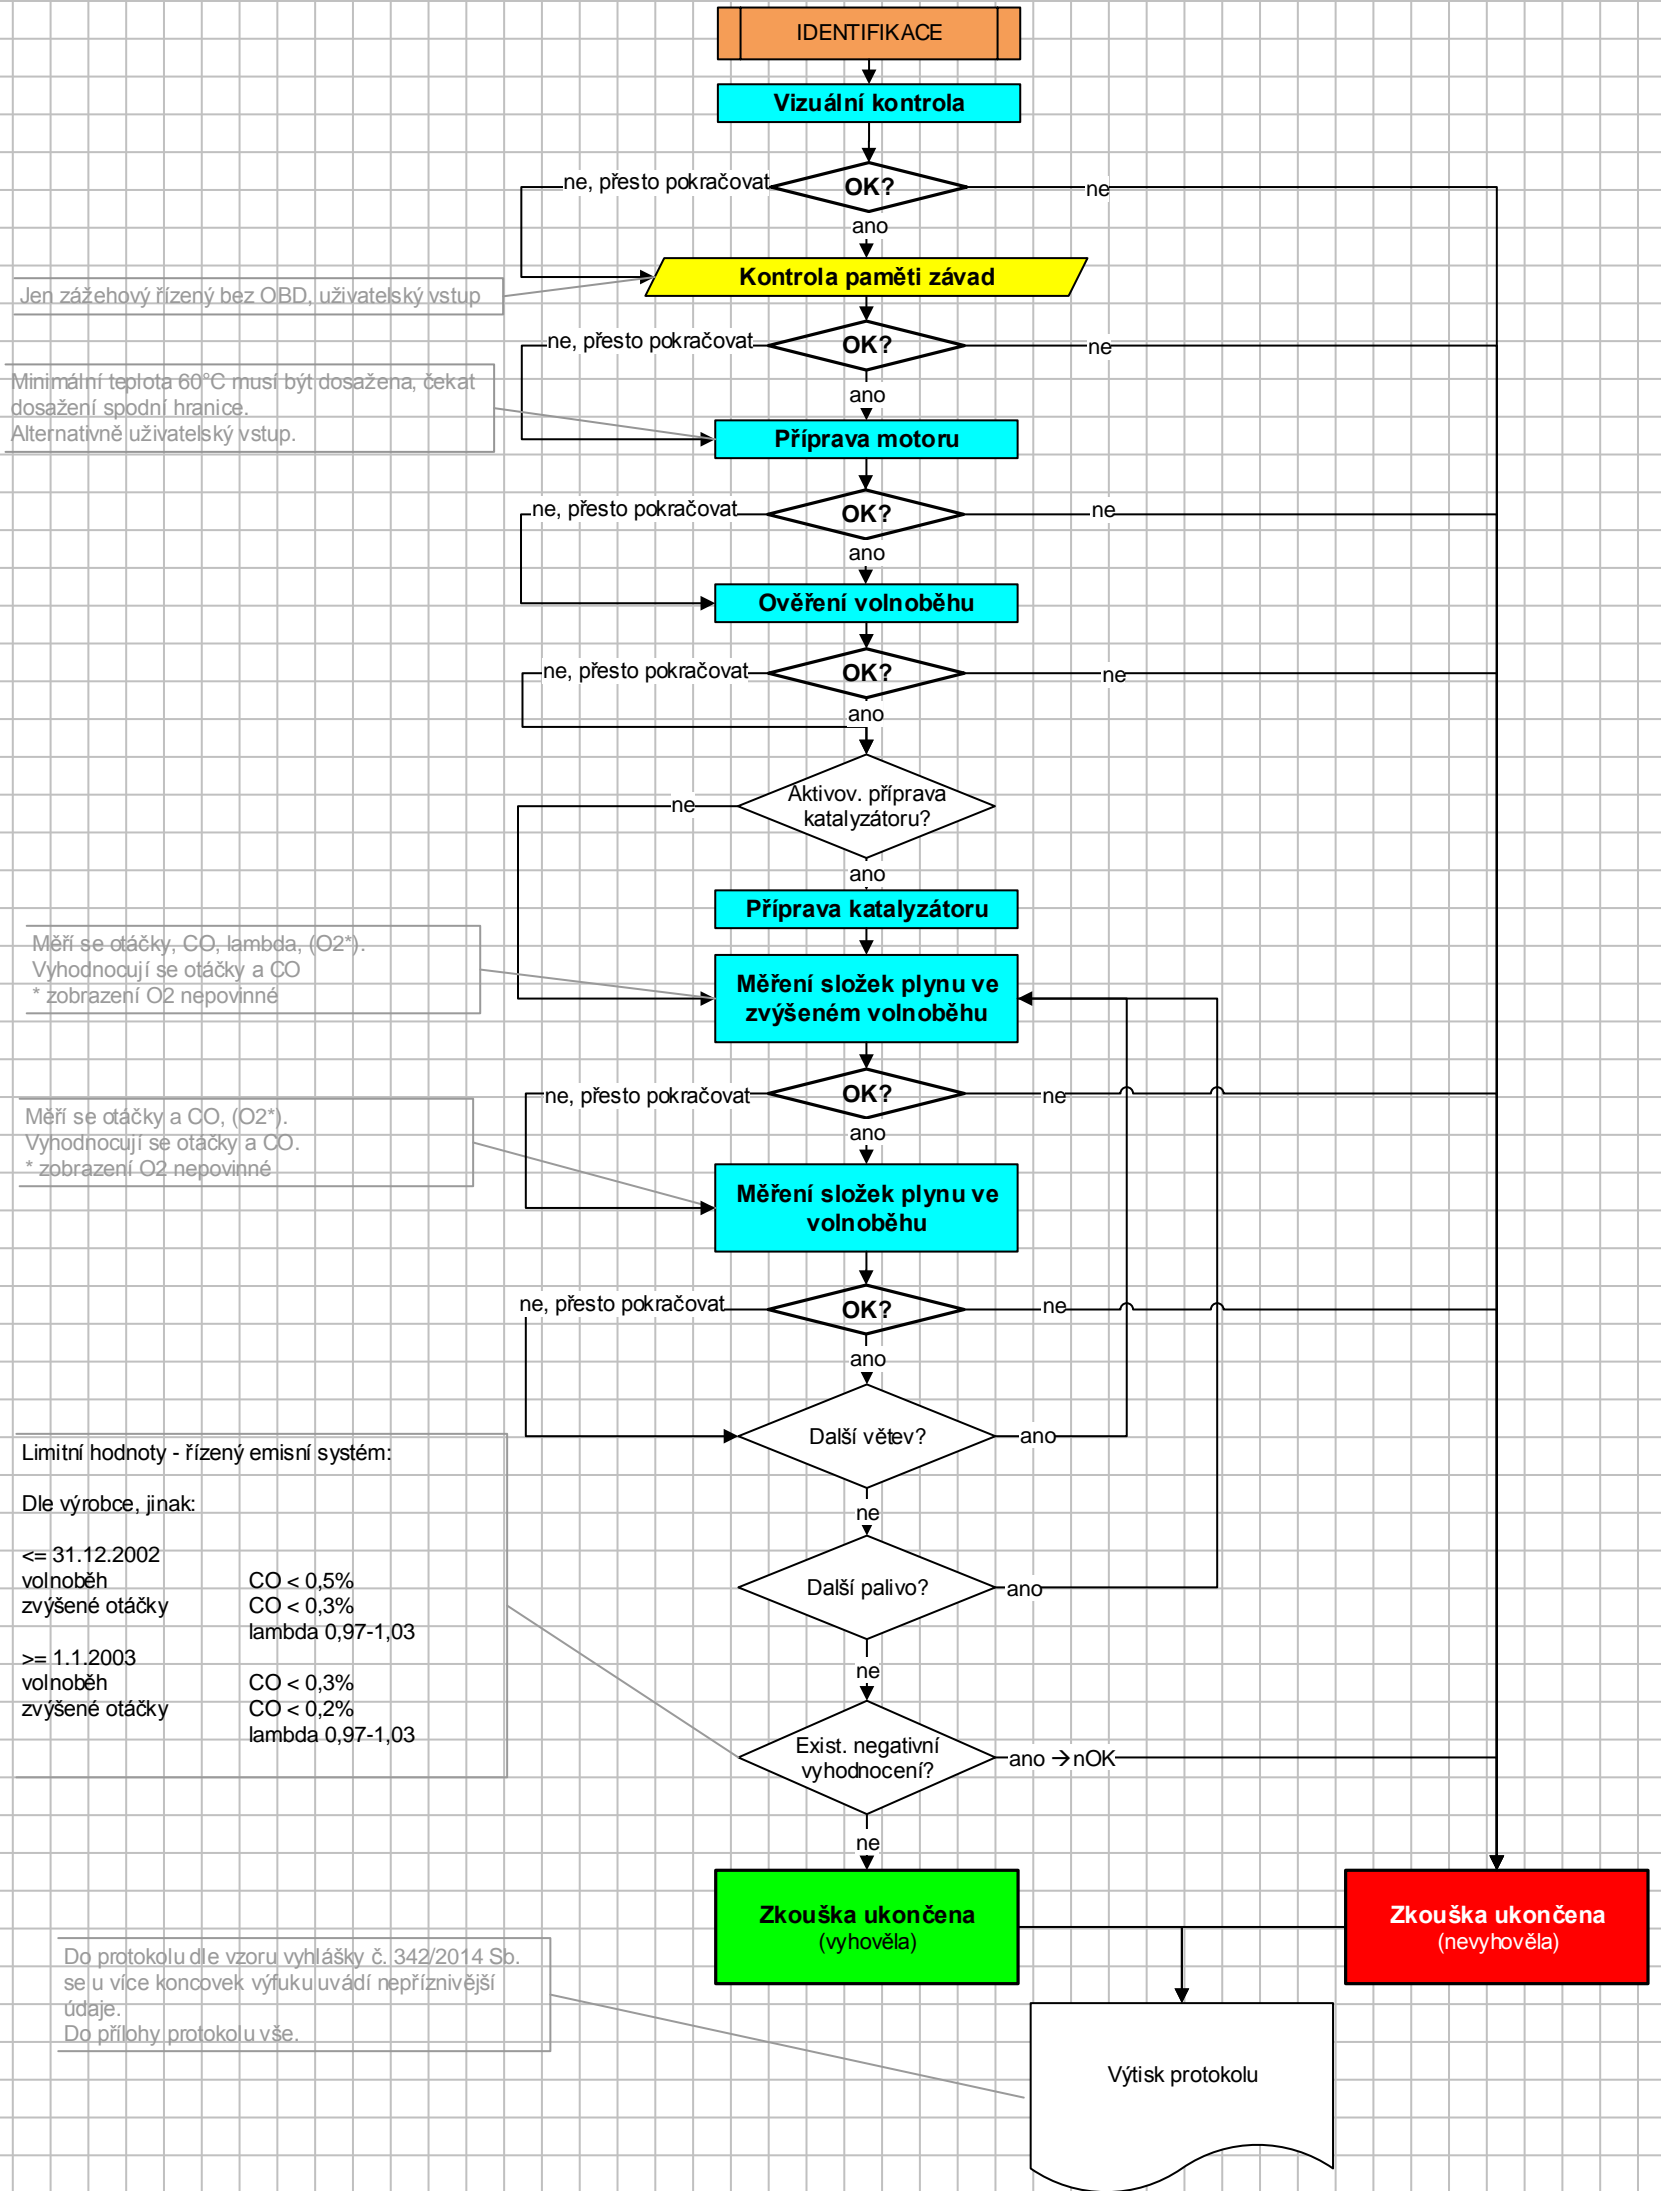 IDENTIFIKACE
Vizuální kontrola
ne, přesto pokračovat
OK?
ne
ano
Kontrola paměti závad
Jen zážehový řízený bez OBD, uživatelský vstup
ne, přesto pokračovat
OK?
ne
Minimální teplota 60°C musí být dosažena, čekat
dosažení spodní hranice.
Alternativně uživatelský vstup.
ano
Příprava motoru
ne, přesto pokračovat
OK?
ne
ano
Ověření volnoběhu
ne, přesto pokračovat
OK?
ne
ano
Aktivov. příprava
katalyzátoru?
ne
ano
Příprava katalyzátoru
Měří se otáčky, CO, lambda, (O2*).
Vyhodnocují se otáčky a CO
* zobrazení O2 nepovinné
Měření složek plynu ve
zvýšeném volnoběhu
ne, přesto pokračovat
OK?
ne
ano
Měří se otáčky a CO, (O2*).
Vyhodnocují se otáčky a CO.
* zobrazení O2 nepovinné
Měření složek plynu ve
volnoběhu
ne, přesto pokračovat
OK?
ne
ano
Další větev?
ano
ne
Limitní hodnoty - řízený emisní systém:
Dle výrobce, jinak:
<= 31.12.2002
volnoběh CO < 0,5%
zvýšené otáčky CO < 0,3%
lambda 0,97-1,03
>= 1.1.2003
volnoběh CO < 0,3%
zvýšené otáčky CO < 0,2%
lambda 0,97-1,03
Další palivo?
ano
ne
Exist. negativní
vyhodnocení?
ano →nOK
ne
Zkouška ukončena
(vyhověla)
Zkouška ukončena
(nevyhověla)
Do protokolu dle vzoru vyhlášky č. 342/2014 Sb.
se u více koncovek výfuku uvádí nepříznivější
údaje.
Do přílohy protokolu vše.
Výtisk protokolu